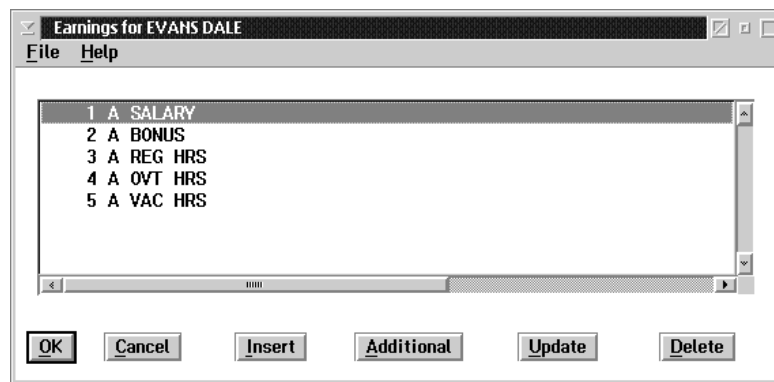 Earnings for EVANS DALE
File Help
1 A SALARY
2 A BONUS
3 A REG HRS
4 A OVT HRS
5 A VAC HRS
OK Cancel Insert Additional Update Delete